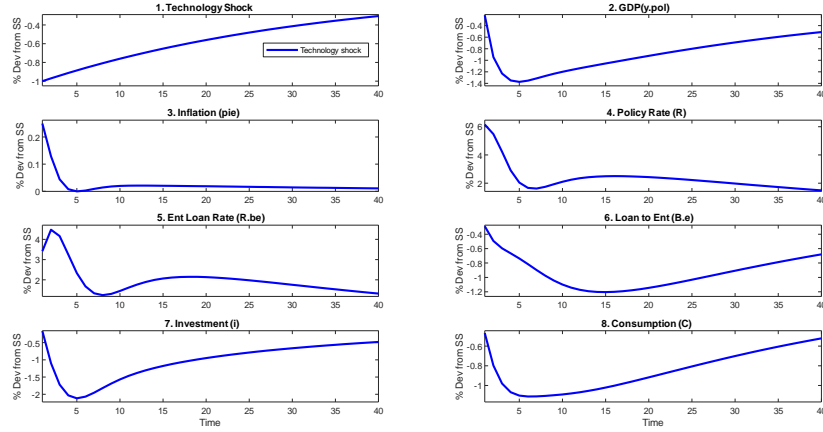 1. Technology Shock
% Dev from SS
-0.4
-0.6
-0.8
-1
Technology shock
5 10 15 20 25 30 35 40
2. GDP(y.pol)
% Dev from SS
-0.4
-0.6
-0.8
-1
-1.2
-1.4
5 10 15 20 25 30 35 40
3. Inflation (pie)
% Dev from SS
0.2
0.1
0
5 10 15 20 25 30 35 40
4. Policy Rate (R)
% Dev from SS
6
4
2
5 10 15 20 25 30 35 40
5. Ent Loan Rate (R.be)
% Dev from SS
4
2
5 10 15 20 25 30 35 40
6. Loan to Ent (B.e)
% Dev from SS
-0.4
-0.6
-0.8
-1
-1.2
5 10 15 20 25 30 35 40
7. Investment (i)
% Dev from SS
-0.5
-1
-1.5
-2
5 10 15 20 25 30 35 40
Time
8. Consumption (C)
% Dev from SS
-0.6
-0.8
-1
5 10 15 20 25 30 35 40
Time